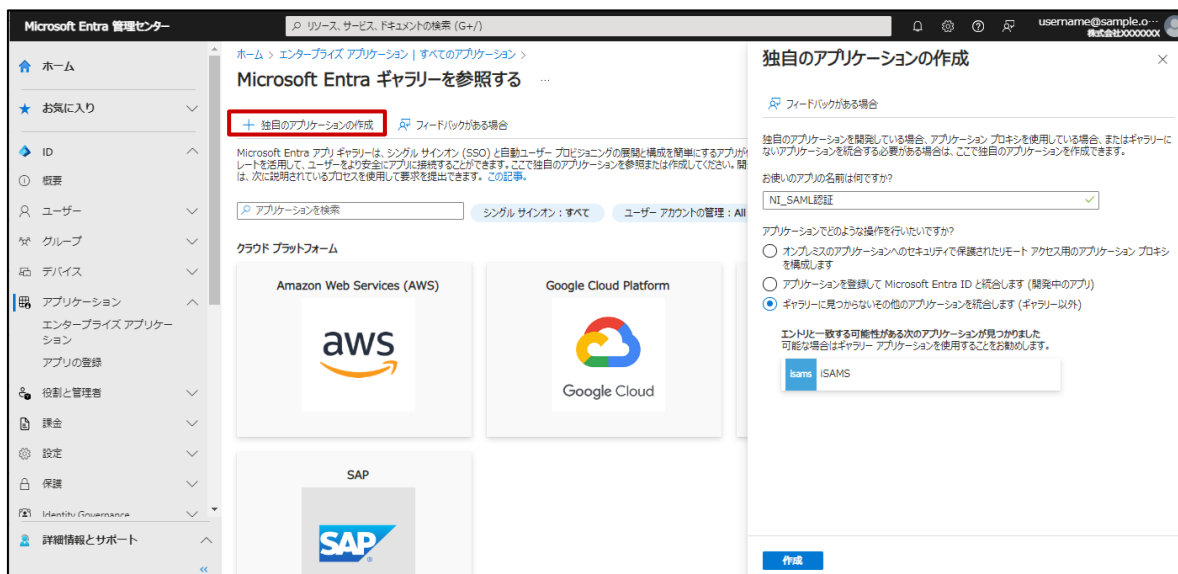 Microsoft Entra 管理センター
リソース、サービス、ドキュメントの検索 (G+/)
username@sample.o…
株式会社XXXXXXX
ホーム
お気に入り
ID
概要
ユーザー
グループ
デバイス
アプリケーション
エンタープライズ アプリケー
ション
アプリの登録
役割と管理者
課金
設定
保護
Identity Governance
詳細情報とサポート
ホーム > エンタープライズ アプリケーション | すべてのアプリケーション >
Microsoft Entra ギャラリーを参照する …
+ 独自のアプリケーションの作成
フィードバックがある場合
Microsoft Entra アプリ ギャラリーは、シングル サインオン (SSO) と自動ユーザー プロビジョニングの展開と構成を簡単にするアプリが
レートを活用して、ユーザーをより安全にアプリに接続することができます。ここで独自のアプリケーションを参照または作成してください。開
は、次に説明されているプロセスを使用して要求を提出できます。この記事。
アプリケーションを検索
シングル サインオン : すべて
ユーザー アカウントの管理 : All
クラウド プラットフォーム
Amazon Web Services (AWS)
aws
Google Cloud Platform
Google Cloud
SAP
SAP
独自のアプリケーションの作成
フィードバックがある場合
独自のアプリケーションを開発している場合、アプリケーション プロキシを使用している場合、またはギャラリーに
ないアプリケーションを統合する必要がある場合は、ここで独自のアプリケーションを作成できます。
お使いのアプリの名前は何ですか?
NI_SAML認証
アプリケーションでどのような操作を行いたいですか?
オンプレミスのアプリケーションへのセキュリティで保護されたリモート アクセス用のアプリケーション プロキシ
を構成します
アプリケーションを登録して Microsoft Entra ID と統合します (開発中のアプリ)
ギャラリーに見つからないその他のアプリケーションを統合します (ギャラリー以外)
エントリと一致する可能性がある次のアプリケーションが見つかりました
可能な場合はギャラリー アプリケーションを使用することをお勧めします。
isams
iSAMS
作成